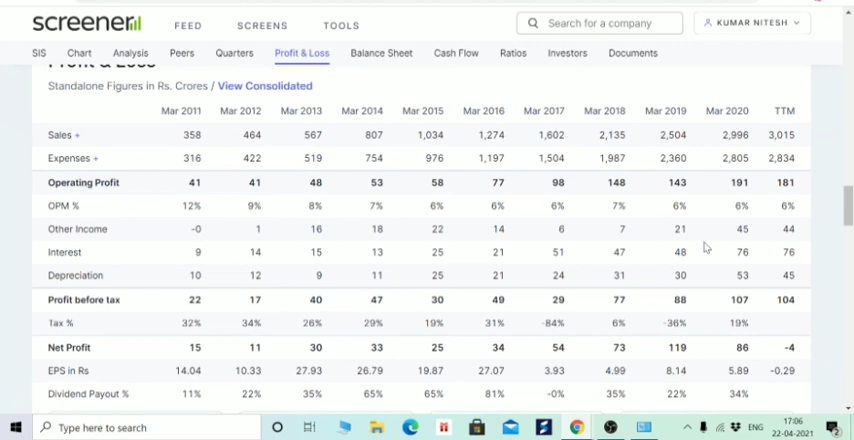 screener
FEED
SCREENS
TOOLS
Search for a company
KUMAR NITESH
SIS Chart Analysis Peers Quarters Profit & Loss Balance Sheet Cash Flow Ratios Investors Documents
Profit & Loss
Standalone Figures in Rs. Crores / View Consolidated
Mar 2011 Mar 2012 Mar 2013 Mar 2014 Mar 2015 Mar 2016 Mar 2017 Mar 2018 Mar 2019 Mar 2020 TTM
Sales + 358 464 567 807 1,034 1,274 1,602 2,135 2,504 2,996 3,015
Expenses + 316 422 519 754 976 1,197 1,504 1,987 2,360 2,805 2,834
Operating Profit 41 41 48 53 58 77 98 148 143 191 181
OPM % 12% 9% 8% 7% 6% 6% 6% 7% 6% 6% 6%
Other Income -0 1 16 18 22 14 6 7 21 45 44
Interest 9 14 15 13 25 21 51 47 48 76 76
Depreciation 10 12 9 11 25 21 24 31 30 53 45
Profit before tax 22 17 40 47 30 49 29 77 88 107 104
Tax % 32% 34% 26% 29% 19% 31% -84% 6% -36% 19%
Net Profit 15 11 30 33 25 34 54 73 119 86 -4
EPS in Rs 14.04 10.33 27.93 26.79 19.87 27.07 3.93 4.99 8.14 5.89 -0.29
Dividend Payout % 11% 22% 35% 65% 65% 81% -0% 35% 22% 34%
Type here to search
ENG
17:06
22-04-2021
2